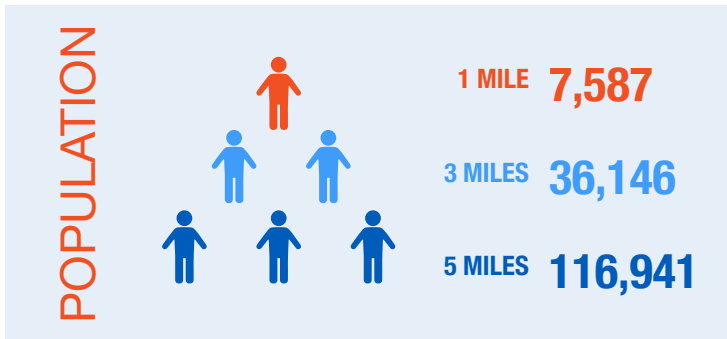 POPULATION
1 MILE 7,587
3 MILES 36,146
5 MILES 116,941